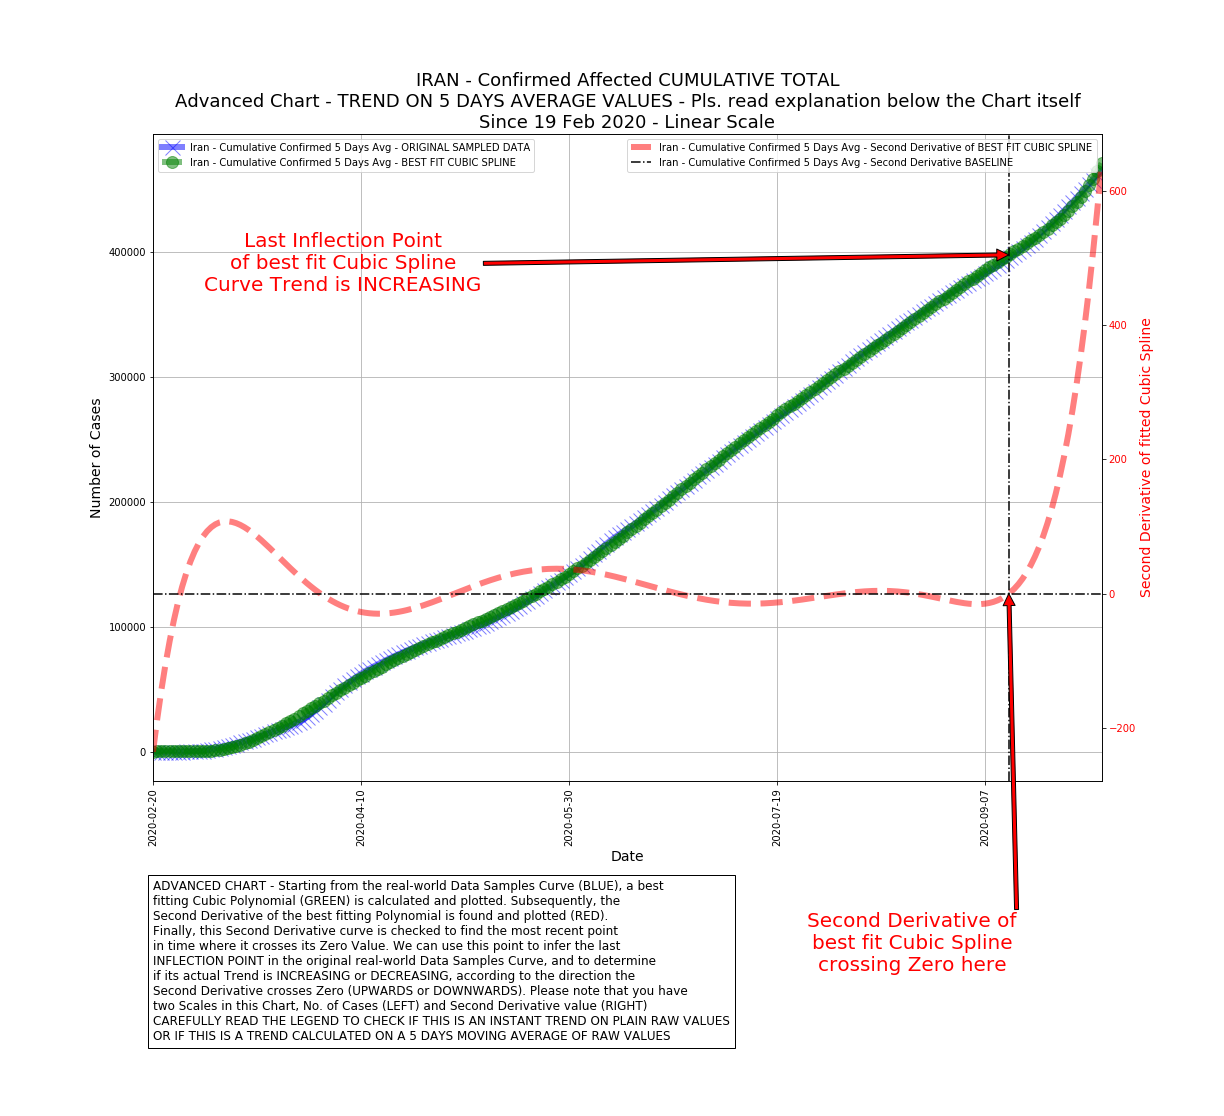 IRAN - Confirmed Affected CUMULATIVE TOTAL
Advanced Chart - TREND ON 5 DAYS AVERAGE VALUES - Pls. read explanation below the Chart itself
Since 19 Feb 2020 - Linear Scale
Iran - Cumulative Confirmed 5 Days Avg - ORIGINAL SAMPLED DATA
Iran - Cumulative Confirmed 5 Days Avg - BEST FIT CUBIC SPLINE
Iran - Cumulative Confirmed 5 Days Avg - Second Derivative of BEST FIT CUBIC SPLINE
Iran - Cumulative Confirmed 5 Days Avg - Second Derivative BASELINE
Last Inflection Point
of best fit Cubic Spline
Curve Trend is INCREASING
Number of Cases
400000
300000
200000
100000
0
600
400
200
0
−200
Second Derivative of fitted Cubic Spline
2020-02-20
2020-04-10
2020-05-30
2020-07-19
2020-09-07
Date
ADVANCED CHART - Starting from the real-world Data Samples Curve (BLUE), a best
fitting Cubic Polynomial (GREEN) is calculated and plotted. Subsequently, the
Second Derivative of the best fitting Polynomial is found and plotted (RED).
Finally, this Second Derivative curve is checked to find the most recent point
in time where it crosses its Zero Value. We can use this point to infer the last
INFLECTION POINT in the original real-world Data Samples Curve, and to determine
if its actual Trend is INCREASING or DECREASING, according to the direction the
Second Derivative crosses Zero (UPWARDS or DOWNWARDS). Please note that you have
two Scales in this Chart, No. of Cases (LEFT) and Second Derivative value (RIGHT)
CAREFULLY READ THE LEGEND TO CHECK IF THIS IS AN INSTANT TREND ON PLAIN RAW VALUES
OR IF THIS IS A TREND CALCULATED ON A 5 DAYS MOVING AVERAGE OF RAW VALUES
Second Derivative of
best fit Cubic Spline
crossing Zero here